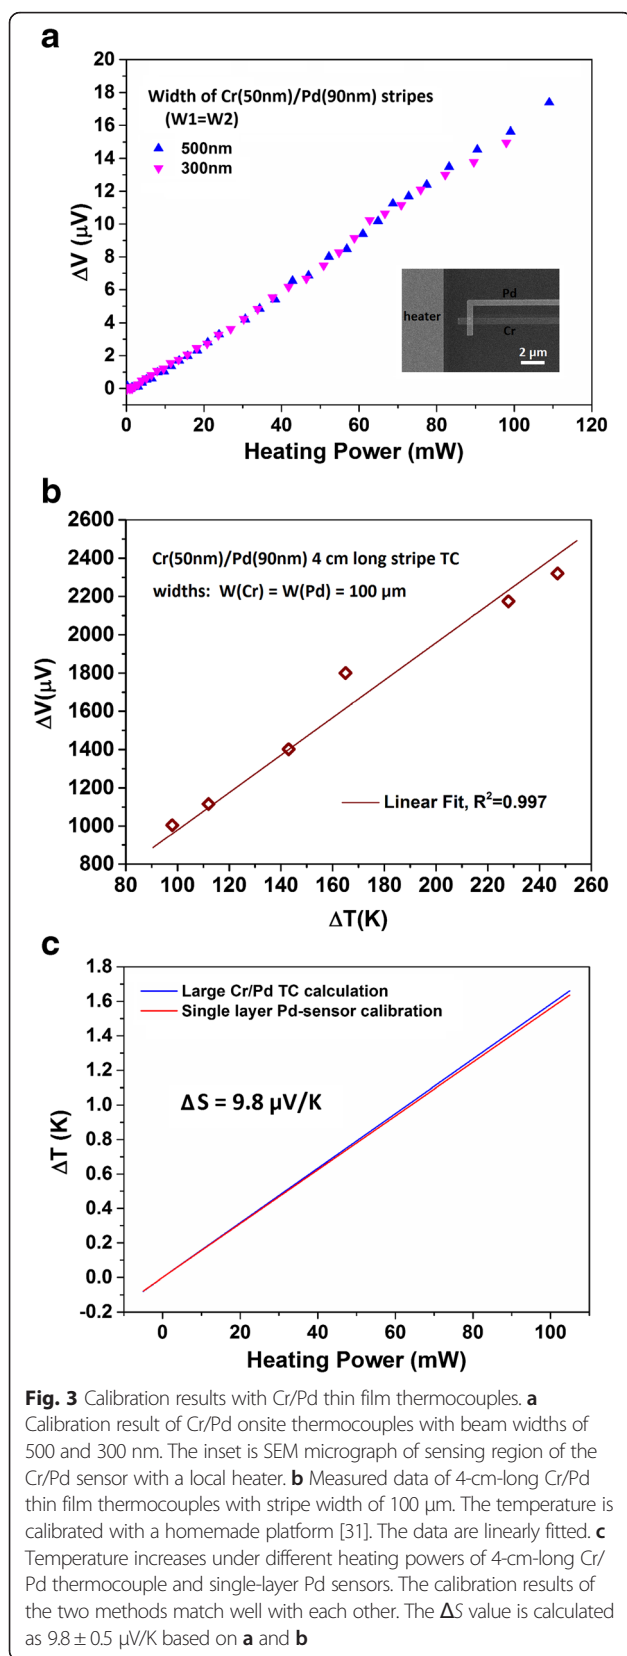 a
18
16
14
12
10
8
6
4
2
0
ΔV (μV)
Width of Cr(50nm)/Pd(90nm) stripes
(W1=W2)
500nm
300nm
heater
Pd
Cr
2 μm
0 20 40 60 80 100 120
Heating Power (mW)
b
2600
2400
2200
2000
1800
1600
1400
1200
1000
800
ΔV(μV)
Cr(50nm)/Pd(90nm) 4 cm long stripe TC
widths: W(Cr) = W(Pd) = 100 μm
Linear Fit, R²=0.997
80 100 120 140 160 180 200 220 240 260
ΔT(K)
c
1.8
1.6
1.4
1.2
1.0
0.8
0.6
0.4
0.2
0.0
-0.2
ΔT (K)
Large Cr/Pd TC calculation
Single layer Pd-sensor calibration
ΔS = 9.8 μV/K
0 20 40 60 80 100
Heating Power (mW)
Fig. 3 Calibration results with Cr/Pd thin film thermocouples. a
Calibration result of Cr/Pd onsite thermocouples with beam widths of
500 and 300 nm. The inset is SEM micrograph of sensing region of the
Cr/Pd sensor with a local heater. b Measured data of 4-cm-long Cr/Pd
thin film thermocouples with stripe width of 100 μm. The temperature is
calibrated with a homemade platform [31]. The data are linearly fitted. c
Temperature increases under different heating powers of 4-cm-long Cr/
Pd thermocouple and single-layer Pd sensors. The calibration results of
the two methods match well with each other. The ΔS value is calculated
as 9.8 ± 0.5 μV/K based on a and b